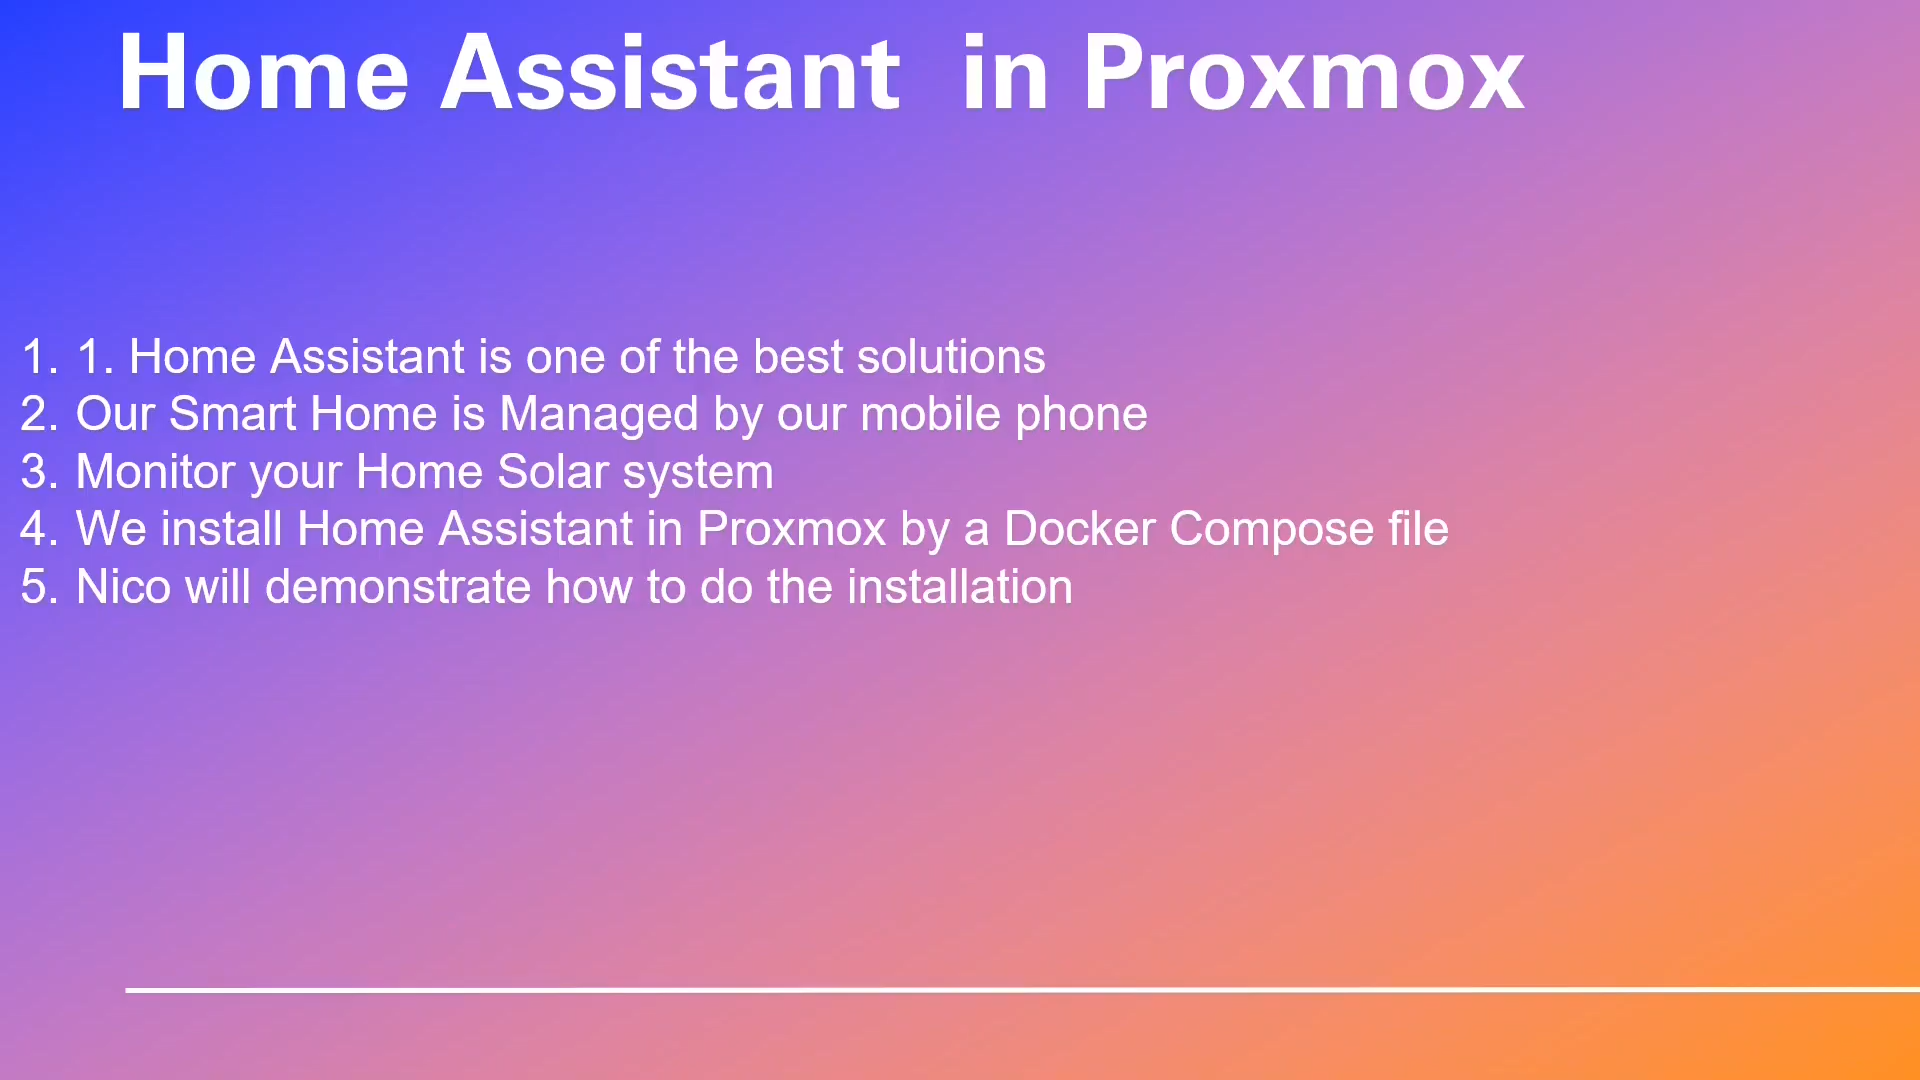 Home Assistant  in Proxmox
1. 1. Home Assistant is one of the best solutions
2. Our Smart Home is Managed by our mobile phone
3. Monitor your Home Solar system
4. We install Home Assistant in Proxmox by a Docker Compose file
5. Nico will demonstrate how to do the installation